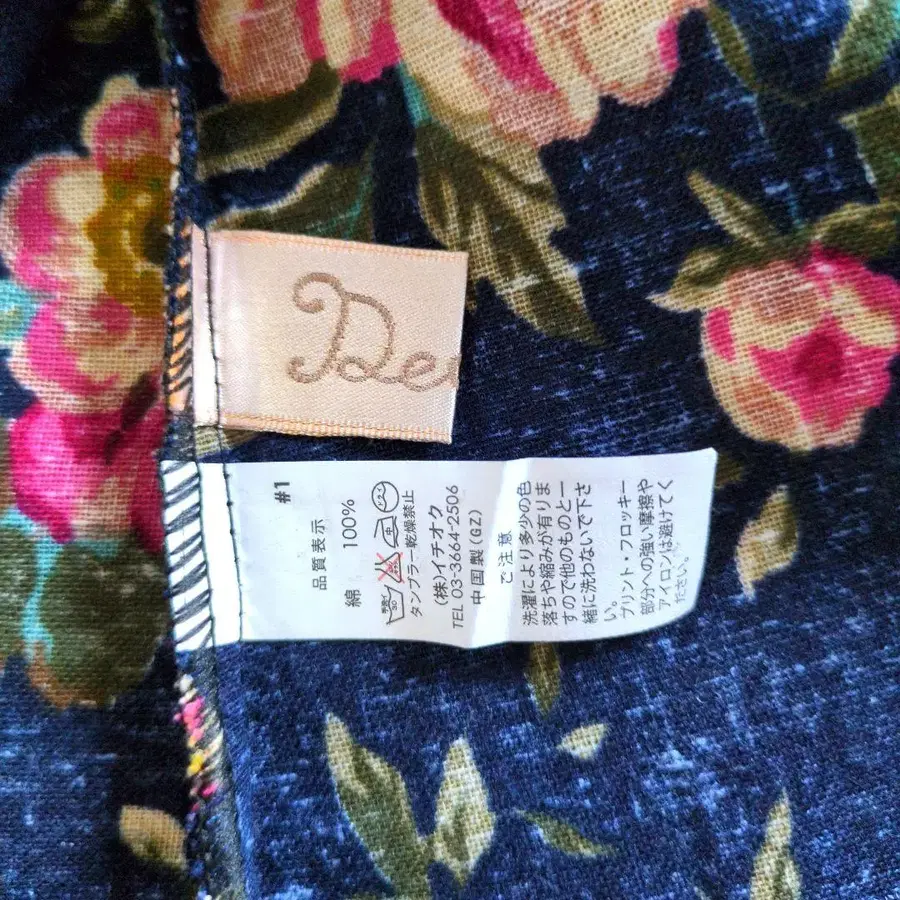 De
#1
品質表示
綿 100%
タンブラー乾燥禁止
(株)イチオク
TEL 03-3664-2506
中国製(GZ)
ご注意
洗濯により多少の色
落ちや縮みが有りま
すので他のものと一
緒に洗わないで下さ
い。
プリント・フロッキー
部分への強い摩擦や
アイロンは避けてく
ださい。